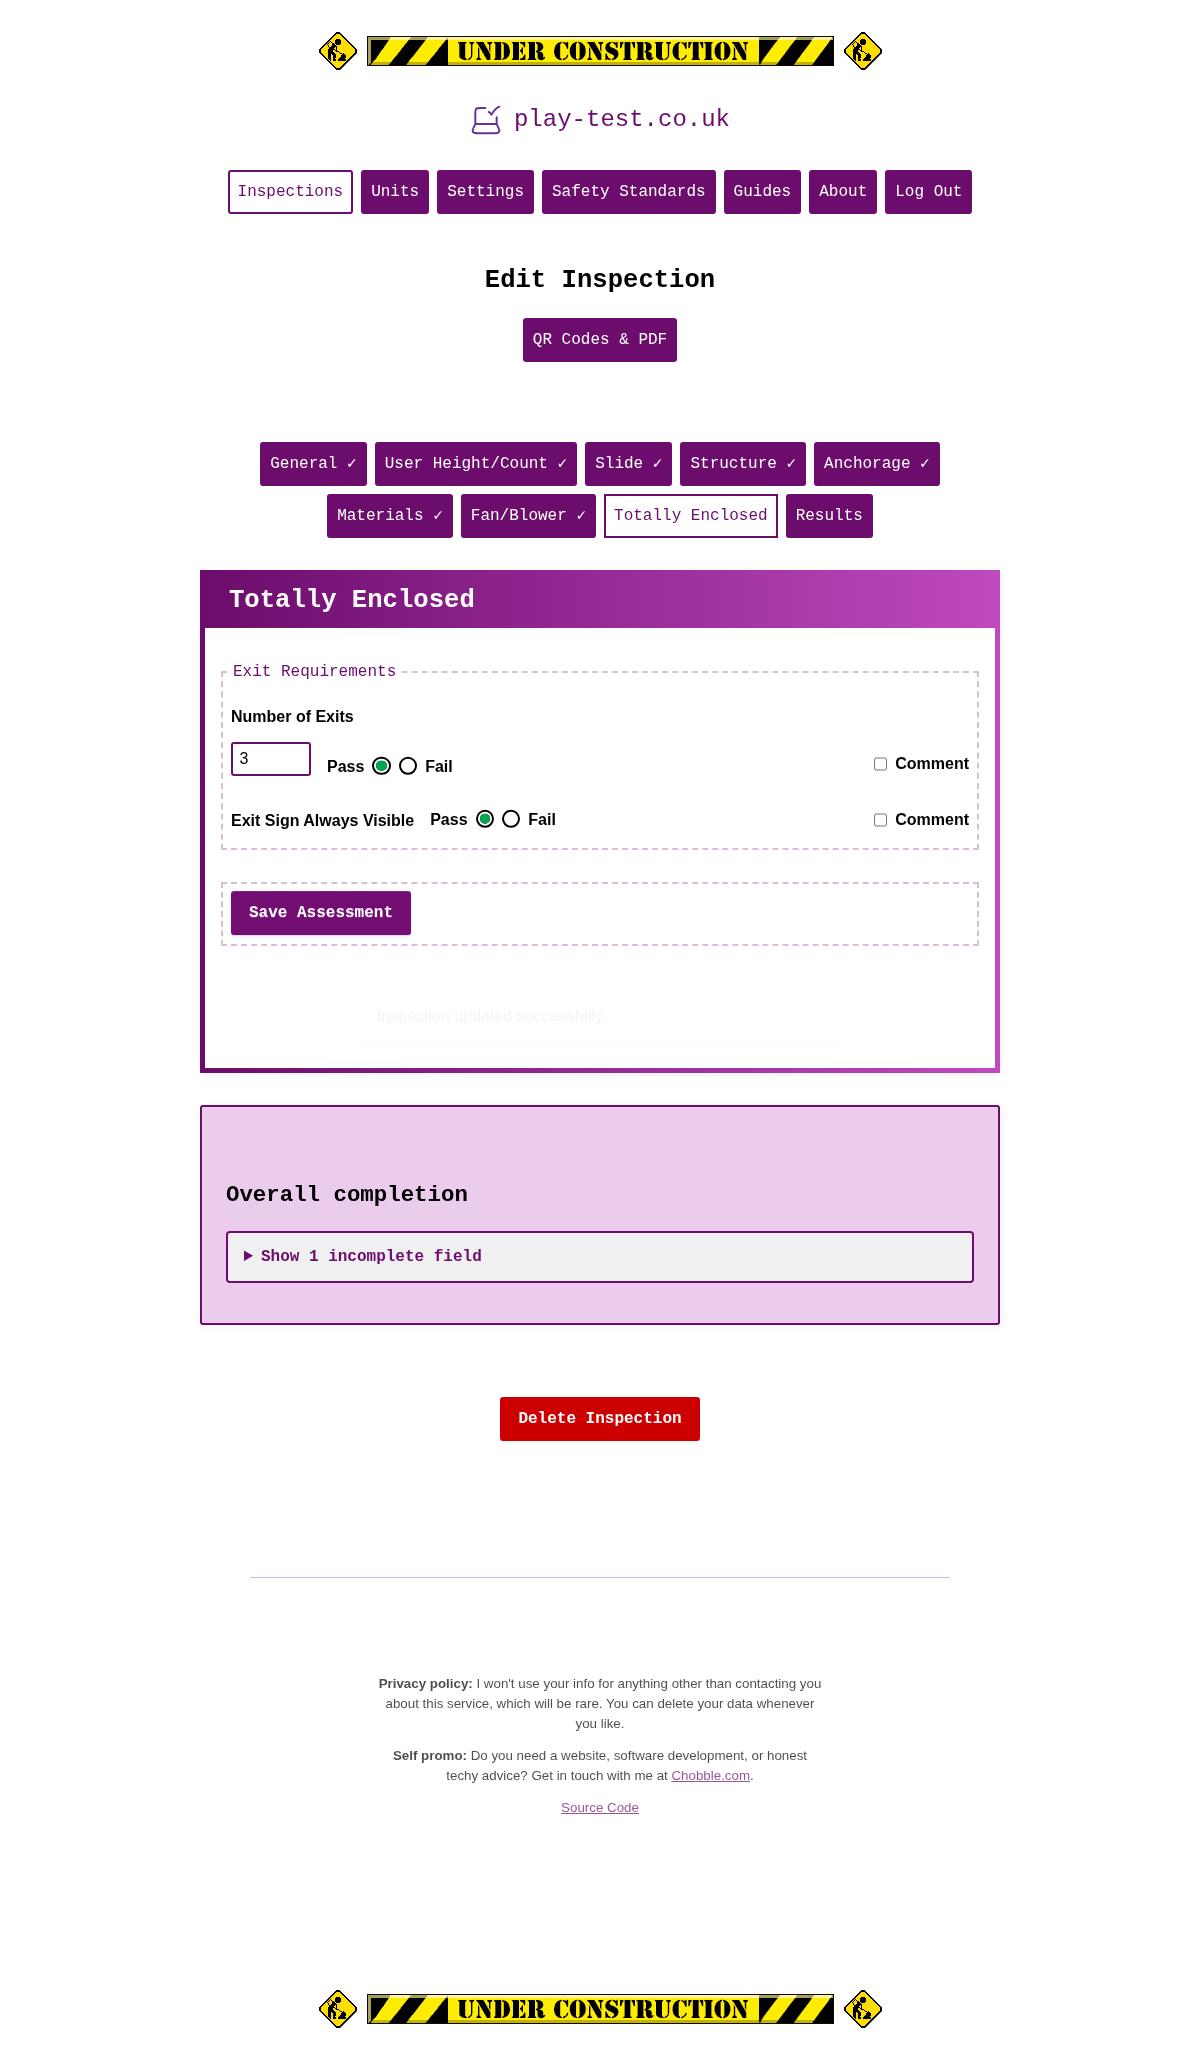 UNDER CONSTRUCTION
play-test.co.uk
Inspections Units Settings Safety Standards Guides About Log Out
Edit Inspection
QR Codes & PDF
General ✓ User Height/Count ✓ Slide ✓ Structure ✓ Anchorage ✓
Materials ✓ Fan/Blower ✓ Totally Enclosed Results
Totally Enclosed
Exit Requirements
Number of Exits
3 Pass Fail Comment
Exit Sign Always Visible Pass Fail Comment
Save Assessment
Inspection updated successfully.
Overall completion
▶ Show 1 incomplete field
Delete Inspection
Privacy policy: I won't use your info for anything other than contacting you
about this service, which will be rare. You can delete your data whenever
you like.
Self promo: Do you need a website, software development, or honest
techy advice? Get in touch with me at Chobble.com.
Source Code
UNDER CONSTRUCTION